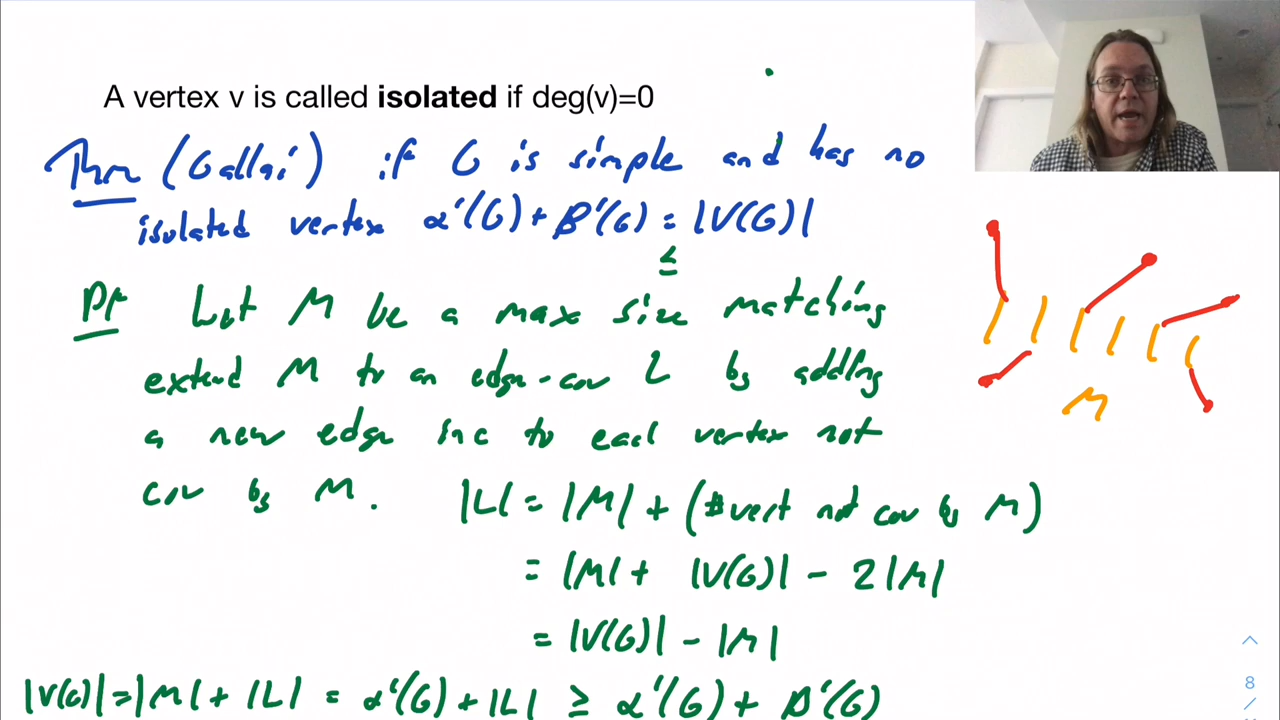 A vertex v is called isolated if deg(v)=0
Thm (Gallai) if G is simple and has no
isolated vertex α'(G)+β'(G) = |V(G)|
≤
Pf Let M be a max size matching
extend M to an edge-cov L by adding
a new edge inc to each vertex not
cov by M.
|L| = |M| + (#vert not cov by M)
= |M| + |V(G)| - 2|M|
= |V(G)| - |M|
|V(G)| = |M| + |L| = α'(G) + |L| ≥ α'(G) + β'(G)
M
8